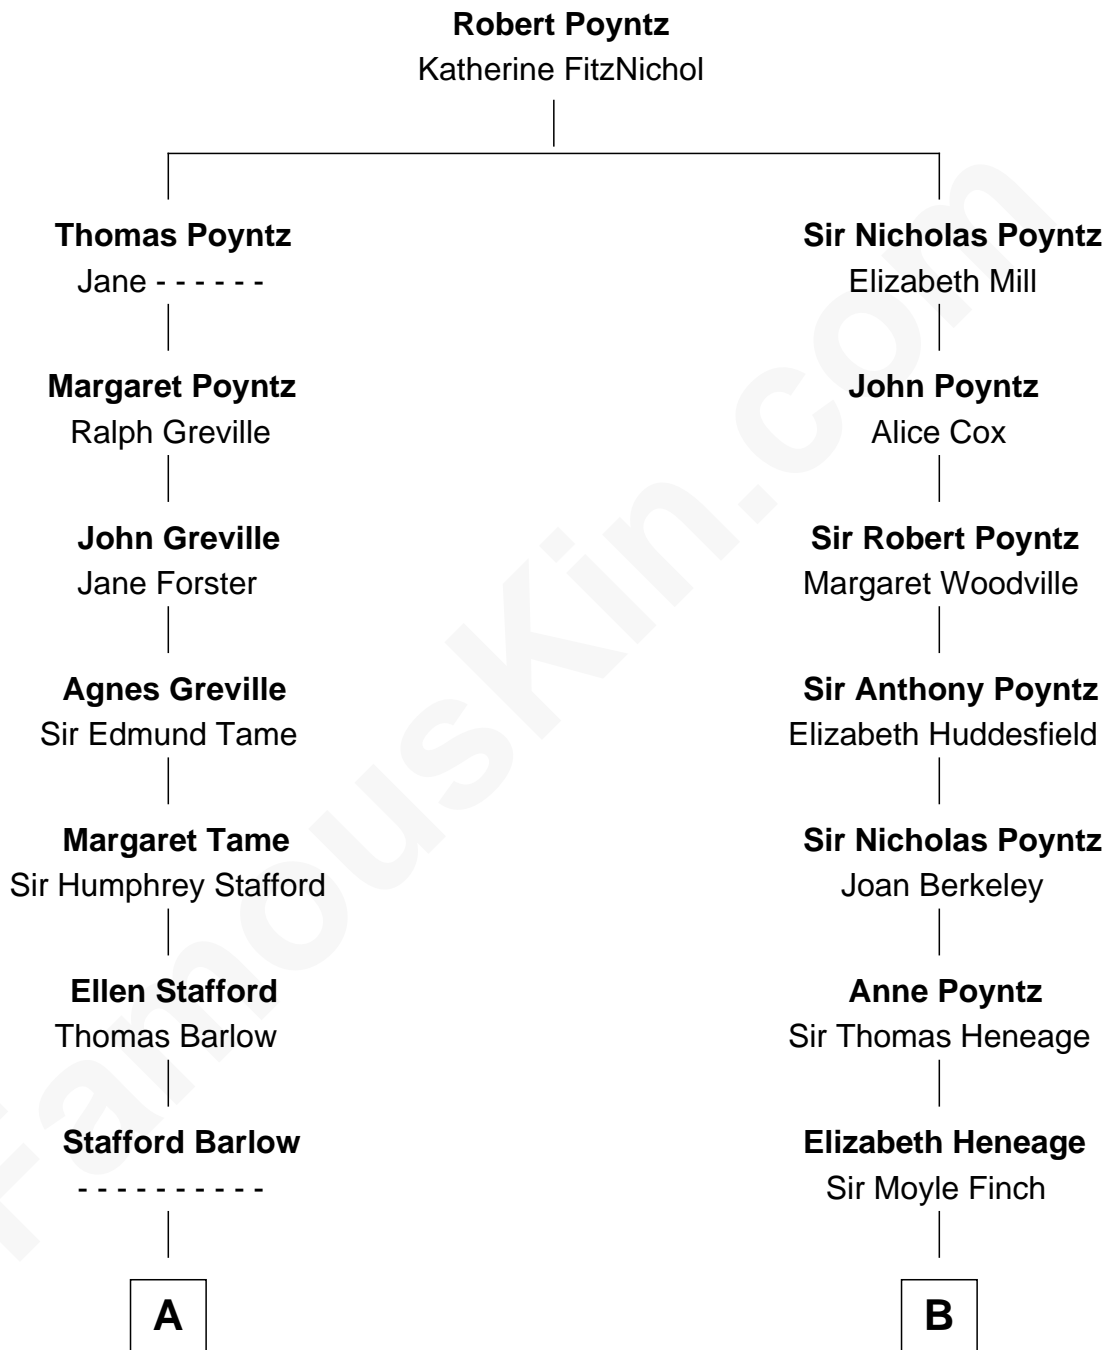 Robert Poyntz
Katherine FitzNichol
Thomas Poyntz
Jane - - - - - -
Sir Nicholas Poyntz
Elizabeth Mill
Margaret Poyntz
Ralph Greville
John Poyntz
Alice Cox
John Greville
Jane Forster
Sir Robert Poyntz
Margaret Woodville
Agnes Greville
Sir Edmund Tame
Sir Anthony Poyntz
Elizabeth Huddesfield
Margaret Tame
Sir Humphrey Stafford
Sir Nicholas Poyntz
Joan Berkeley
Ellen Stafford
Thomas Barlow
Anne Poyntz
Sir Thomas Heneage
Stafford Barlow
- - - - - - - - - -
Elizabeth Heneage
Sir Moyle Finch
A
B
FamousKin.com